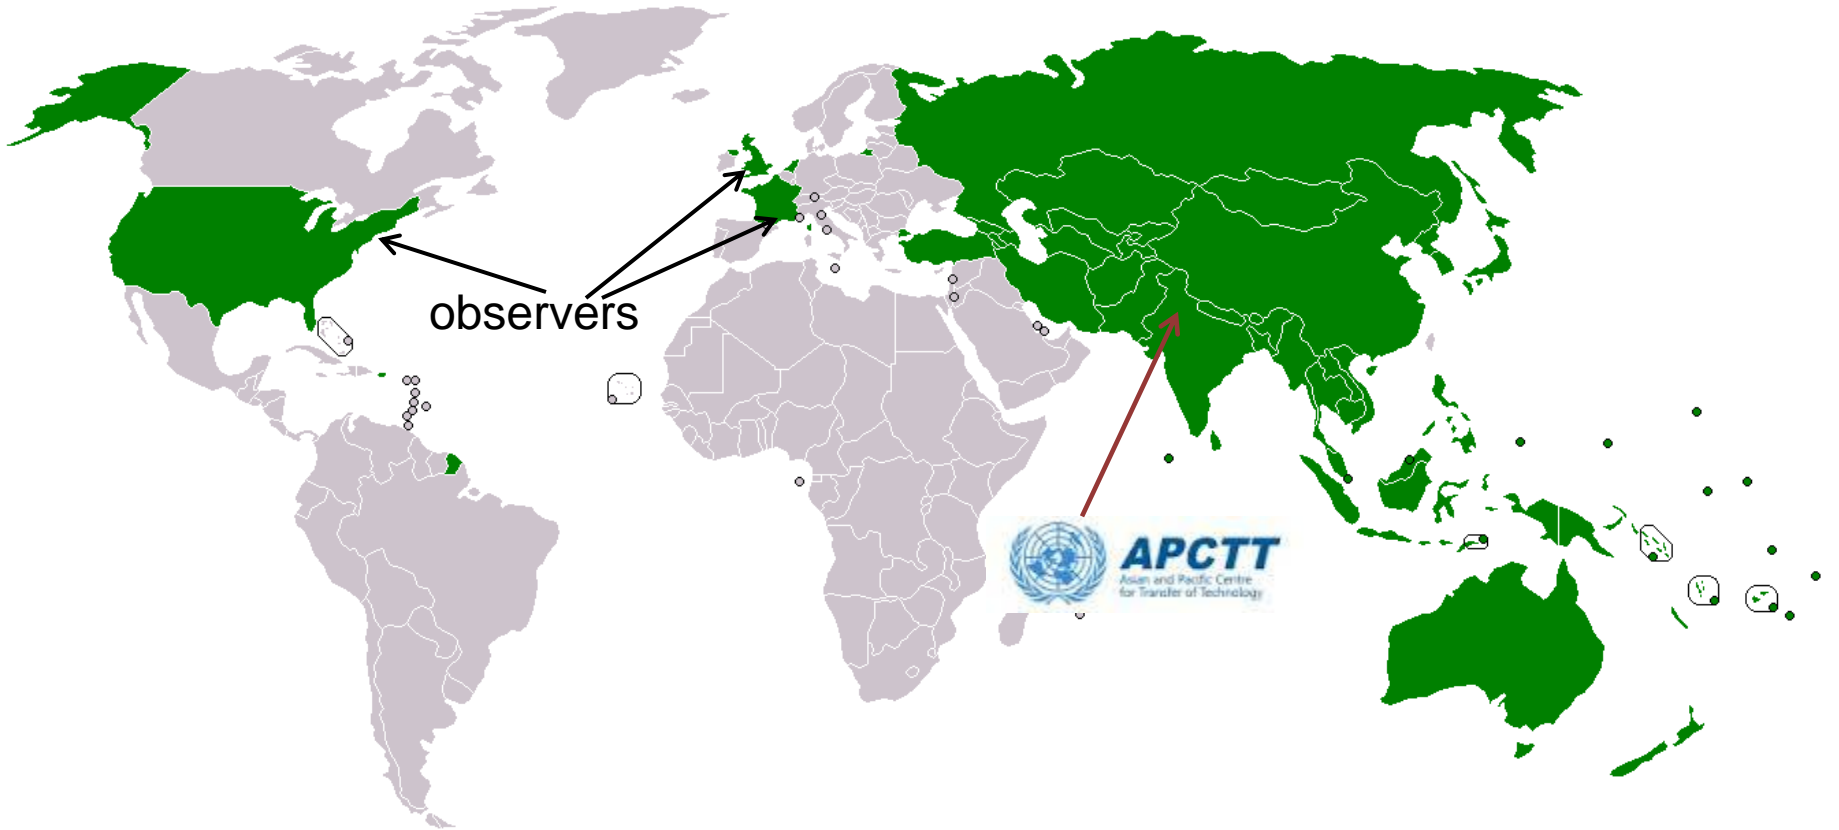 observers
APCTT
Asian and Pacific Centre
for Transfer of Technology